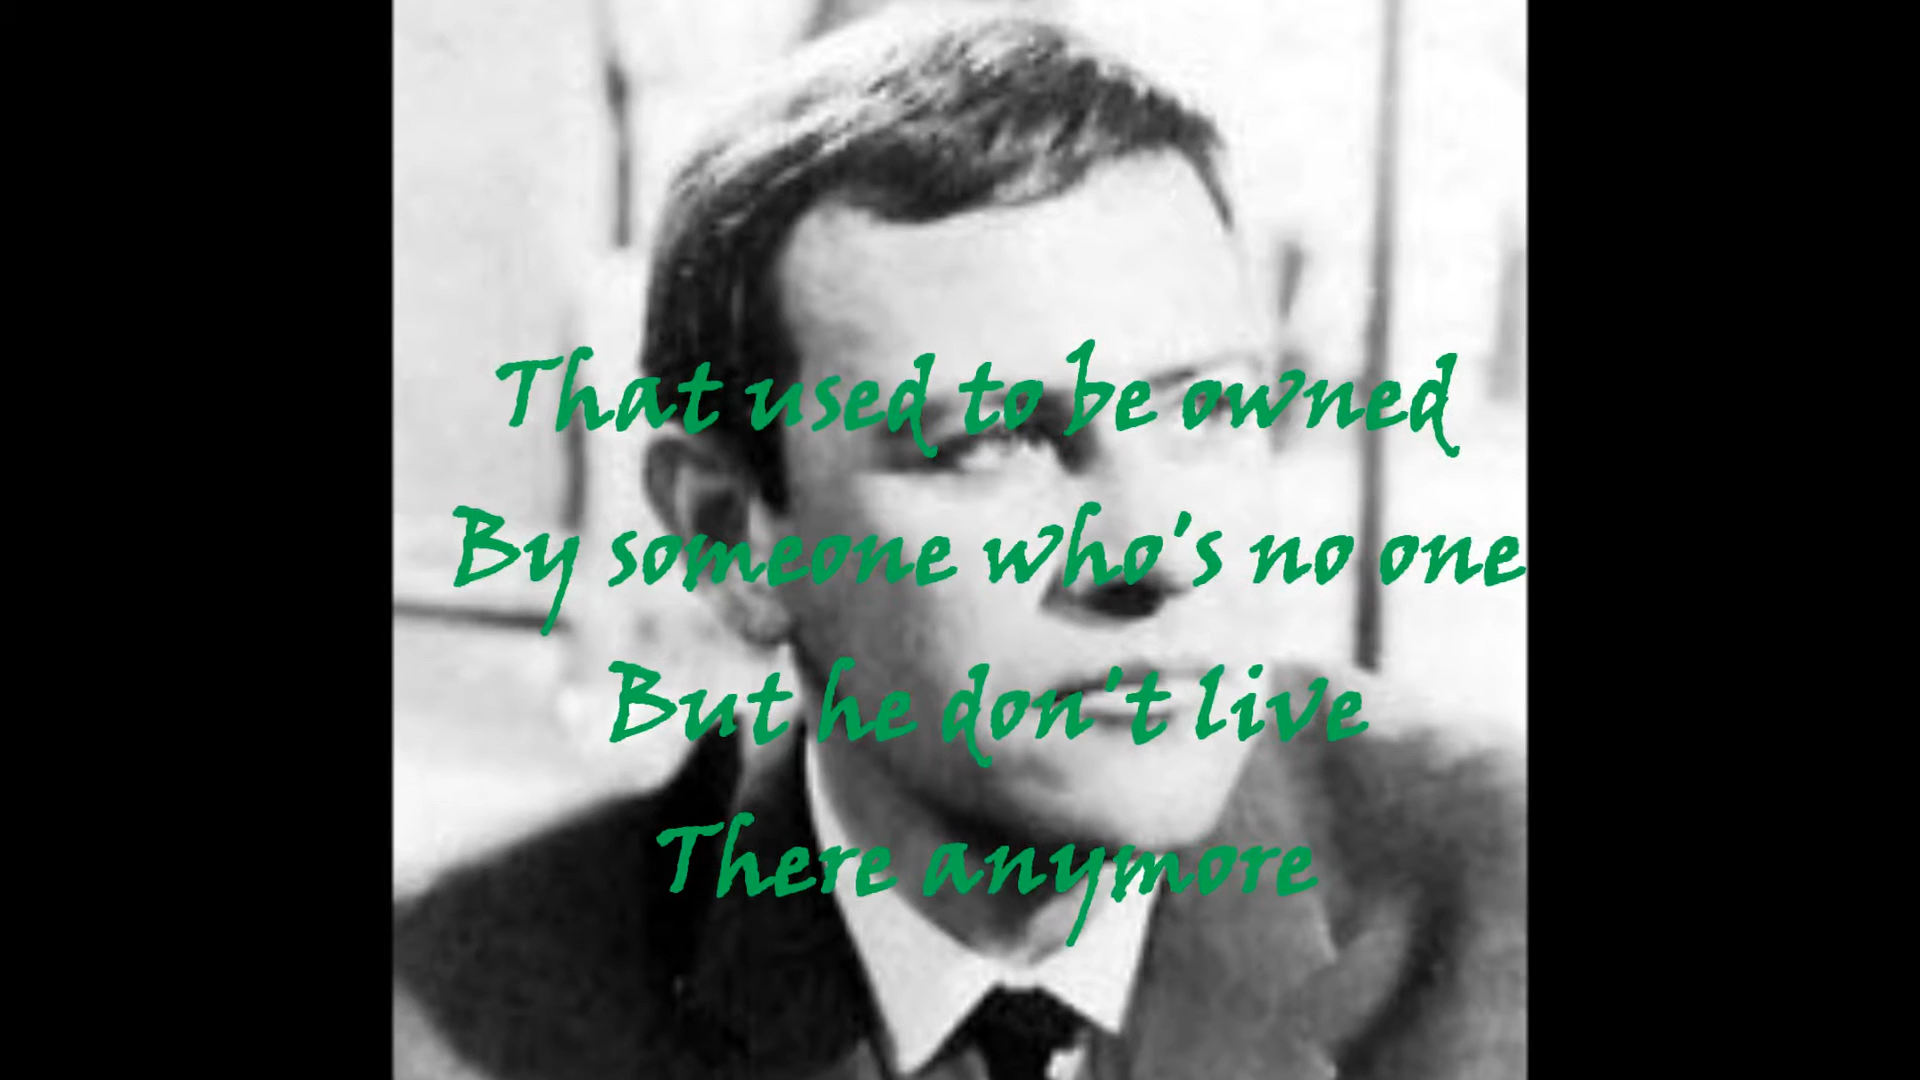 That used to be owned
By someone who's no one
But he don't live
There anymore